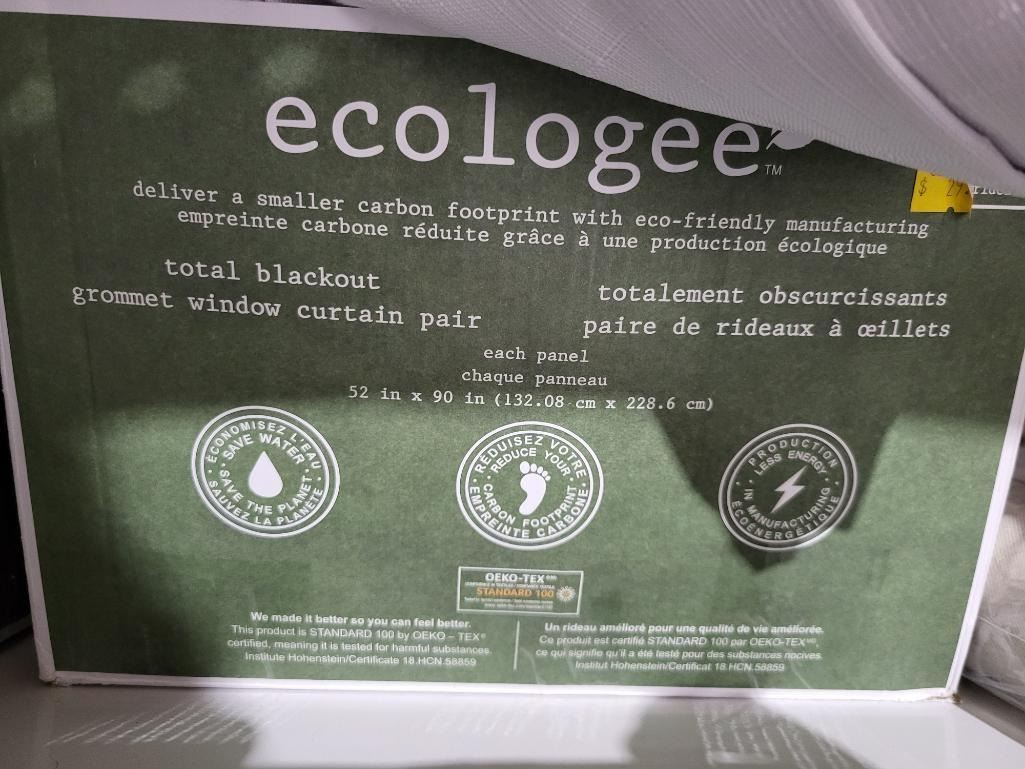 ecologee™
$ 29
deliver a smaller carbon footprint with eco-friendly manufacturing
empreinte carbone réduite grâce à une production écologique
total blackout
grommet window curtain pair
totalement obscurcissants
paire de rideaux à œillets
each panel
chaque panneau
52 in x 90 in (132.08 cm x 228.6 cm)
· ÉCONOMISEZ L'EAU ·
· SAVE WATER ·
SAVE THE PLANET
SAUVEZ LA PLANÈTE
· RÉDUISEZ VOTRE ·
· REDUCE YOUR ·
CARBON FOOTPRINT
EMPREINTE CARBONE
· PRODUCTION ·
· LESS ENERGY ·
IN MANUFACTURING
ÉCOÉNERGÉTIQUE
OEKO-TEX®
STANDARD 100
We made it better so you can feel better.
This product is STANDARD 100 by OEKO – TEX®
certified, meaning it is tested for harmful substances.
Institute Hohenstein/Certificate 18.HCN.58859
Un rideau amélioré pour une qualité de vie améliorée.
Ce produit est certifié STANDARD 100 par OEKO-TEX
ce qui signifie qu'il a été testé pour des substances nocives.
Institut Hohenstein/Certificat 18.HCN.58859